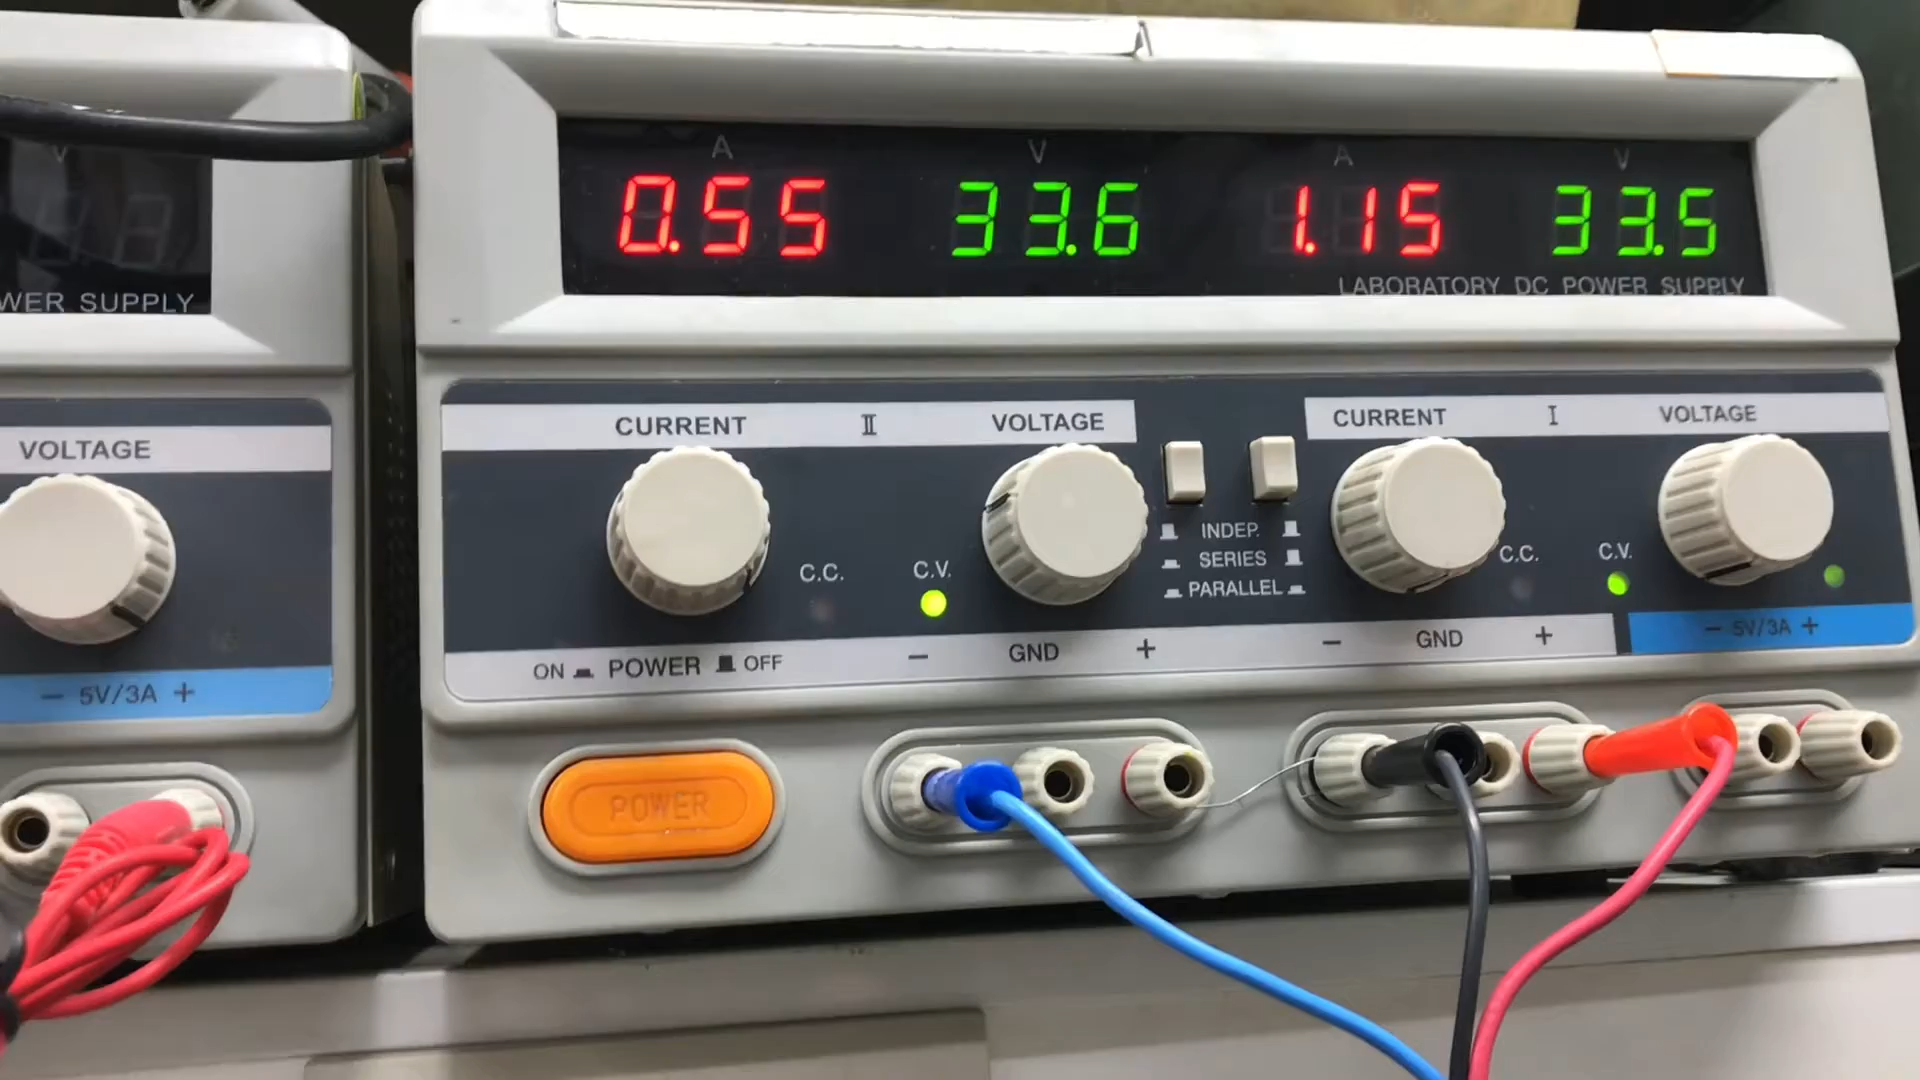 A V A V
0.55 33.6 1.15 33.5
LABORATORY DC POWER SUPPLY
WER SUPPLY
V
VOLTAGE
- 5V/3A +
CURRENT II VOLTAGE
CURRENT I VOLTAGE
INDEP.
SERIES
PARALLEL
C.C. C.V.
C.C. C.V.
ON POWER OFF
- GND +
- GND +
- 5V/3A +
POWER